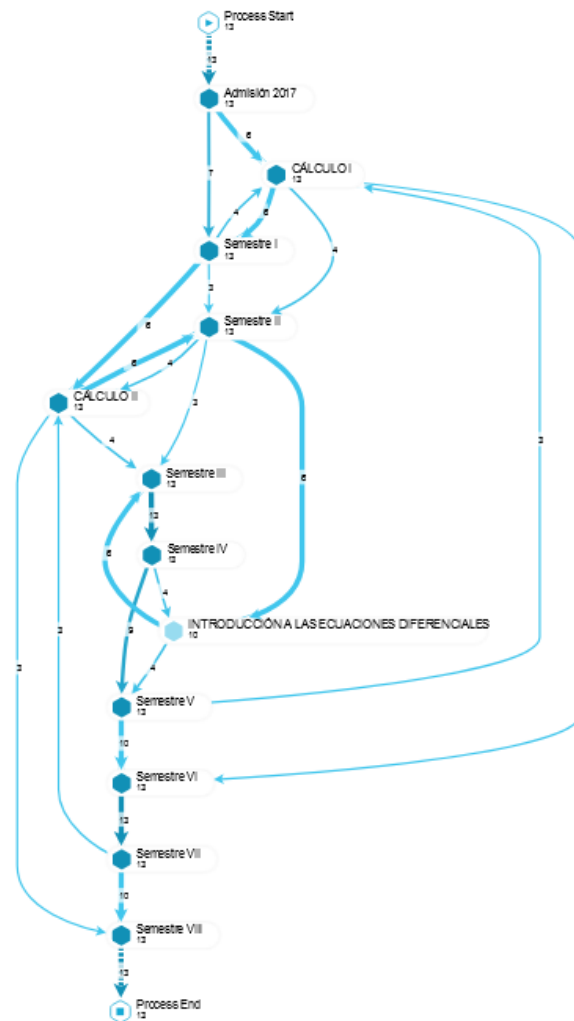 Process Start
13
13
Admisión 2017
13
6
7
CÁLCULO I
13
4
6
Semestre I
13
4
3
3
6
Semestre II
13
6
4
CÁLCULO II
13
3
4
3
Semestre III
13
6
13
6
Semestre IV
13
4
INTRODUCCIÓN A LAS ECUACIONES DIFERENCIALES
10
9
3
3
4
Semestre V
13
10
Semestre VI
13
13
Semestre VII
13
10
Semestre VIII
13
13
Process End
13